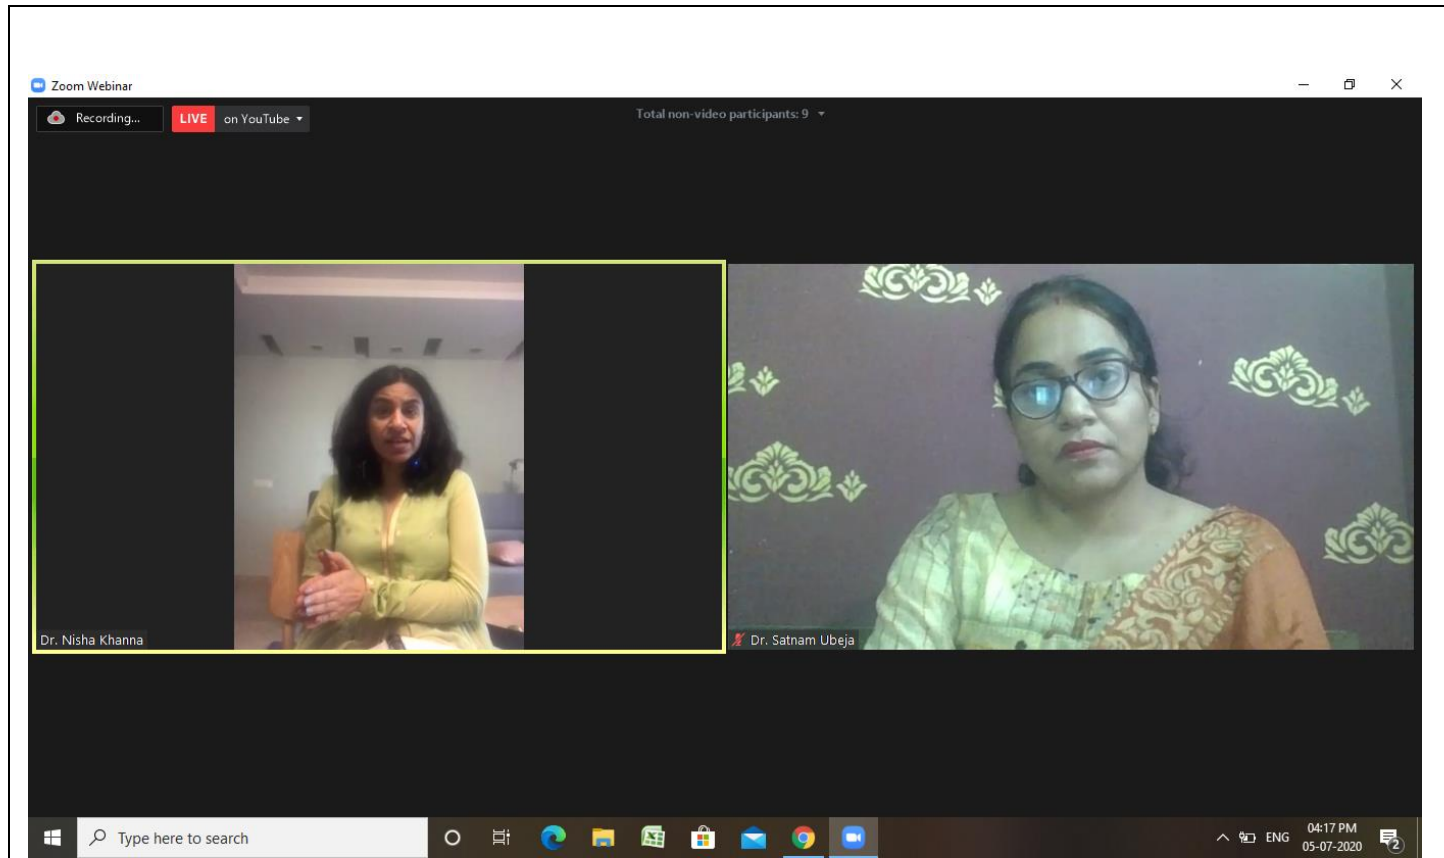 Zoom Webinar
Recording...
LIVE on YouTube
Total non-video participants: 9
Dr. Nisha Khanna
Dr. Satnam Ubeja
Type here to search
ENG
04:17 PM
05-07-2020
2